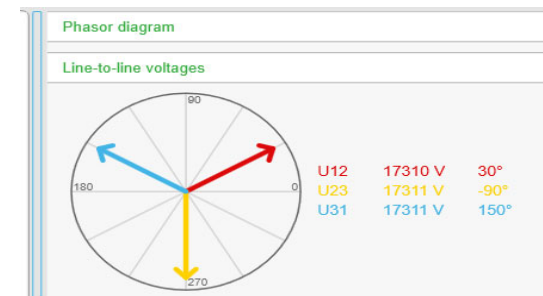 Phasor diagram
Line-to-line voltages
90
180
0
270
U12 17310 V 30°
U23 17311 V -90°
U31 17311 V 150°